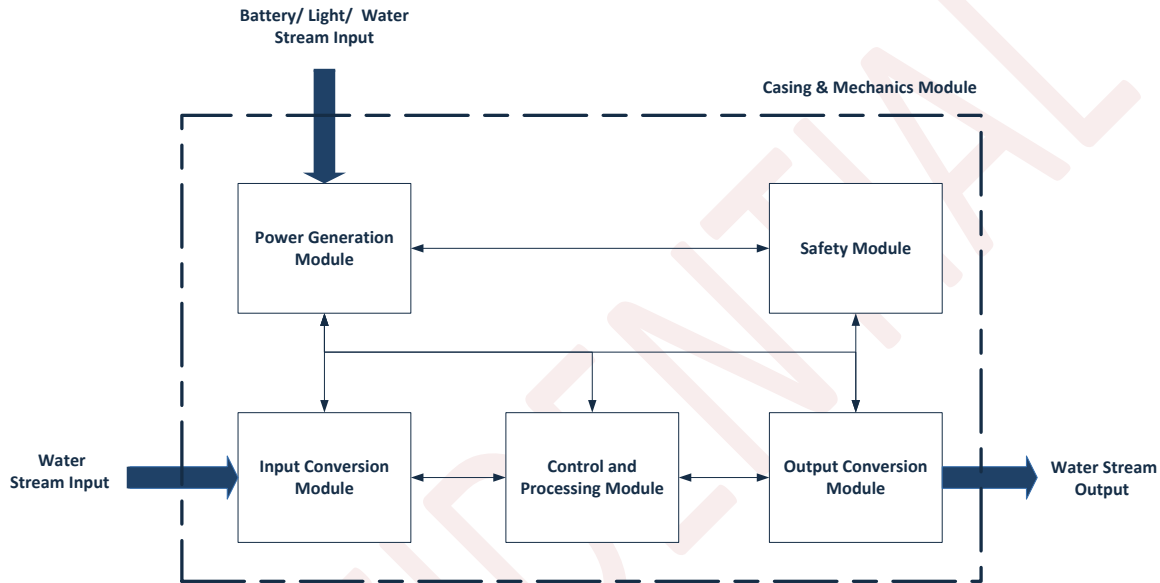 Battery/ Light/ Water
Stream Input
Casing & Mechanics Module
Power Generation
Module
Safety Module
Water
Stream Input
Input Conversion
Module
Control and
Processing Module
Output Conversion
Module
Water Stream
Output
DENTIAL